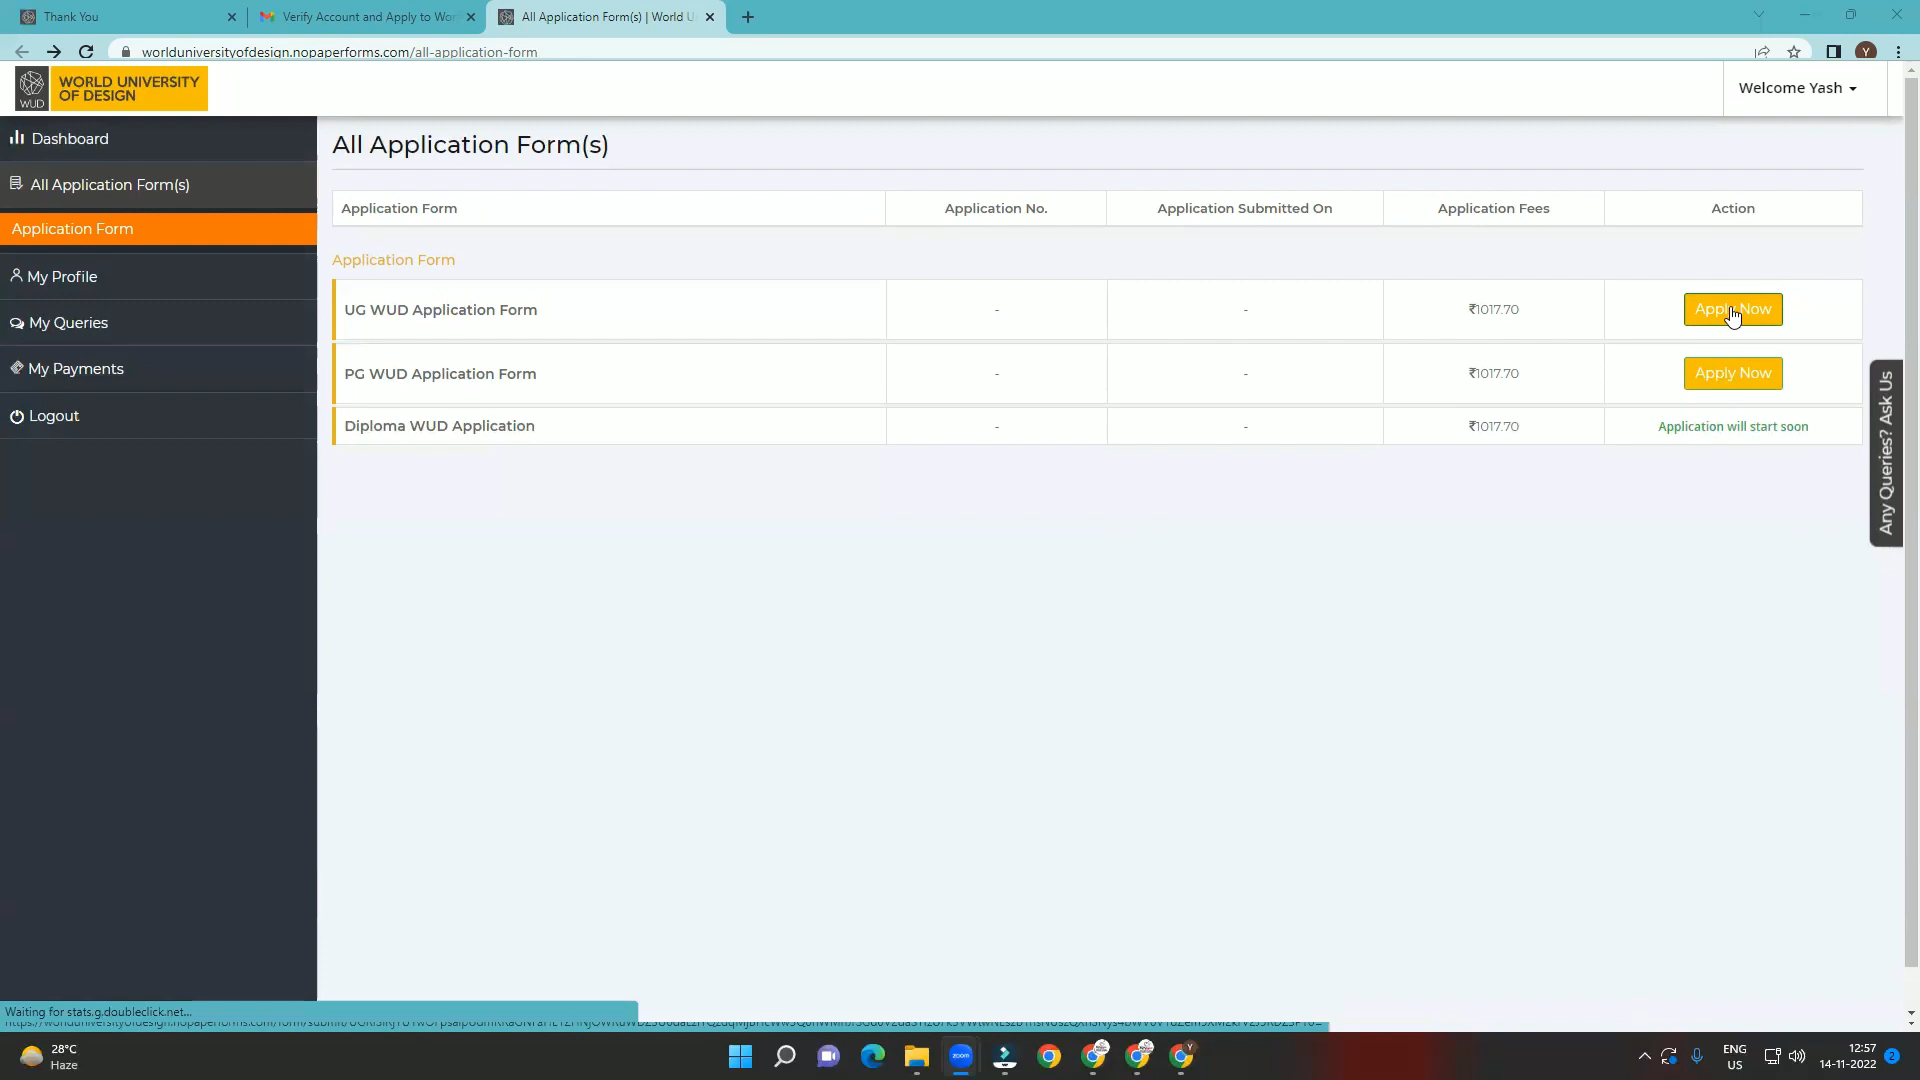 Thank You
Verify Account and Apply to Wor
All Application Form(s) | World U
worlduniversityofdesign.nopaperforms.com/all-application-form
WUD
WORLD UNIVERSITY
OF DESIGN
Welcome Yash
Dashboard
All Application Form(s)
Application Form
My Profile
My Queries
My Payments
Logout
All Application Form(s)
Application Form Application No. Application Submitted On Application Fees Action
Application Form
UG WUD Application Form - - ₹1017.70 Apply Now
PG WUD Application Form - - ₹1017.70 Apply Now
Diploma WUD Application - - ₹1017.70 Application will start soon
Any Queries? Ask Us
Waiting for stats.g.doubleclick.net...
28°C
Haze
zoom
Y
Y
ENG
US
12:57
14-11-2022
2